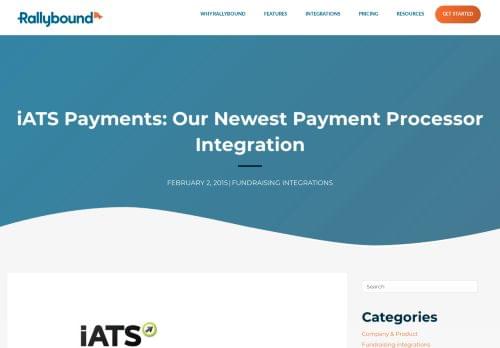 Rallybound
WHY RALLYBOUND FEATURES INTEGRATIONS PRICING RESOURCES GET STARTED
iATS Payments: Our Newest Payment Processor
Integration
FEBRUARY 2, 2015 | FUNDRAISING INTEGRATIONS
Search
iATS
Categories
Company & Product
Fundraising integrations